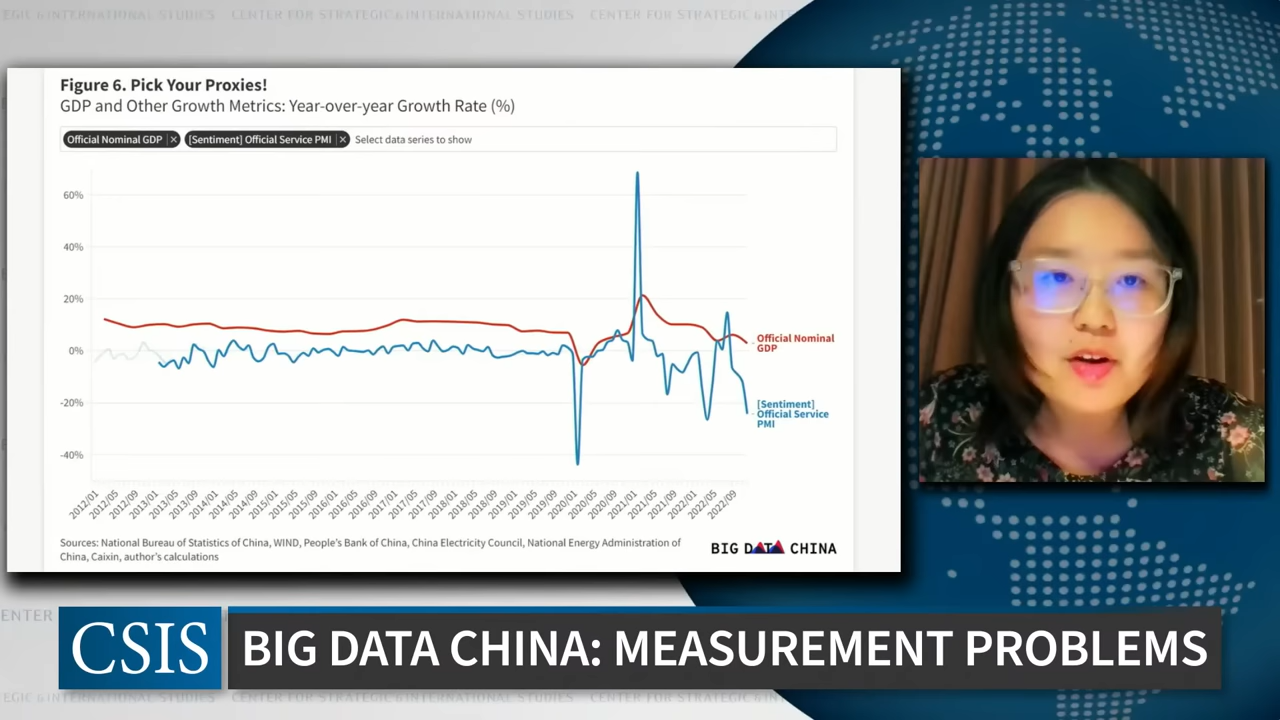 CENTER FOR STRATEGIC & INTERNATIONAL STUDIES
Figure 6. Pick Your Proxies!
GDP and Other Growth Metrics: Year-over-year Growth Rate (%)
Official Nominal GDP × [Sentiment] Official Service PMI × Select data series to show
60%
40%
20%
0%
-20%
-40%
Official Nominal
GDP
[Sentiment]
Official Service
PMI
2012/01 2012/05 2012/09 2013/01 2013/05 2013/09 2014/01 2014/05 2014/09 2015/01 2015/05 2015/09 2016/01 2016/05 2016/09 2017/01 2017/05 2017/09 2018/01 2018/05 2018/09 2019/01 2019/05 2019/09 2020/01 2020/05 2020/09 2021/01 2021/05 2021/09 2022/01 2022/05 2022/09
Sources: National Bureau of Statistics of China, WIND, People's Bank of China, China Electricity Council, National Energy Administration of
China, Caixin, author's calculations
BIG DATA CHINA
CSIS
BIG DATA CHINA: MEASUREMENT PROBLEMS
CENTER FOR STRATEGIC & INTERNATIONAL STUDIES